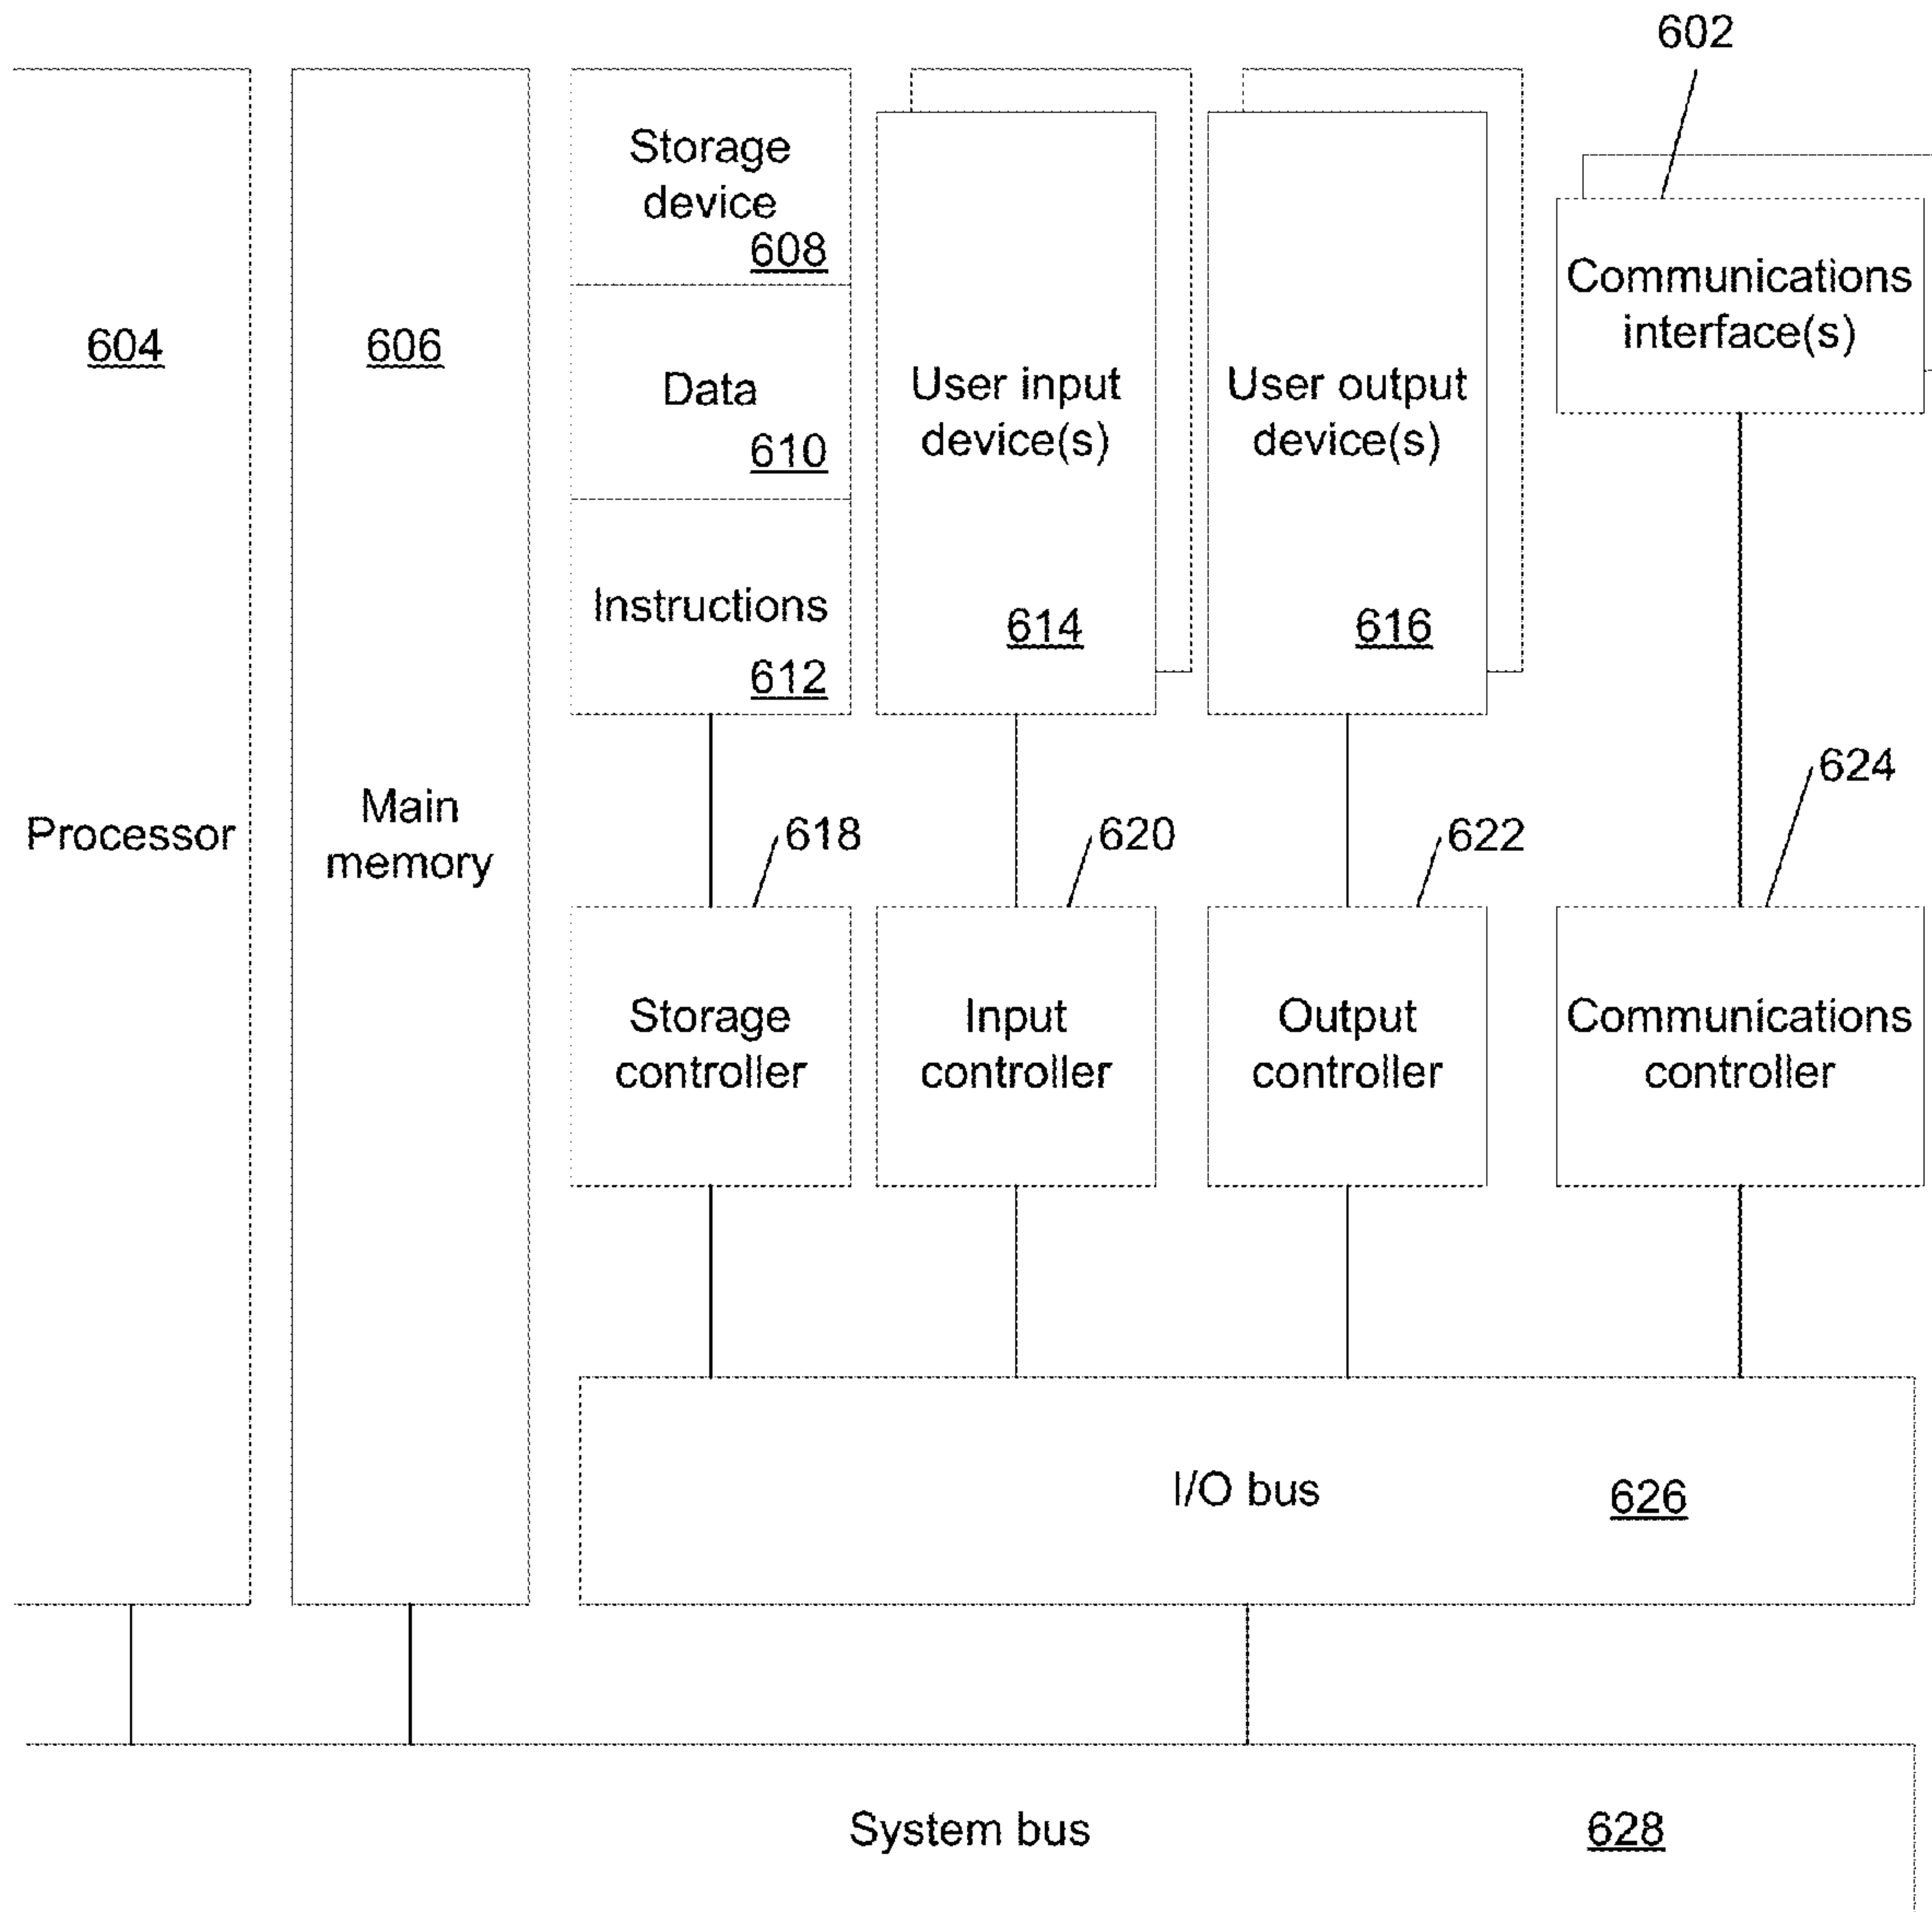 602
Storage
device
608
Communications
interface(s)
604
606
Data
610
User input
device(s)
614
User output
device(s)
616
Instructions
612
624
Processor
Main
memory
618
620
622
Storage
controller
Input
controller
Output
controller
Communications
controller
I/O bus
626
System bus
628